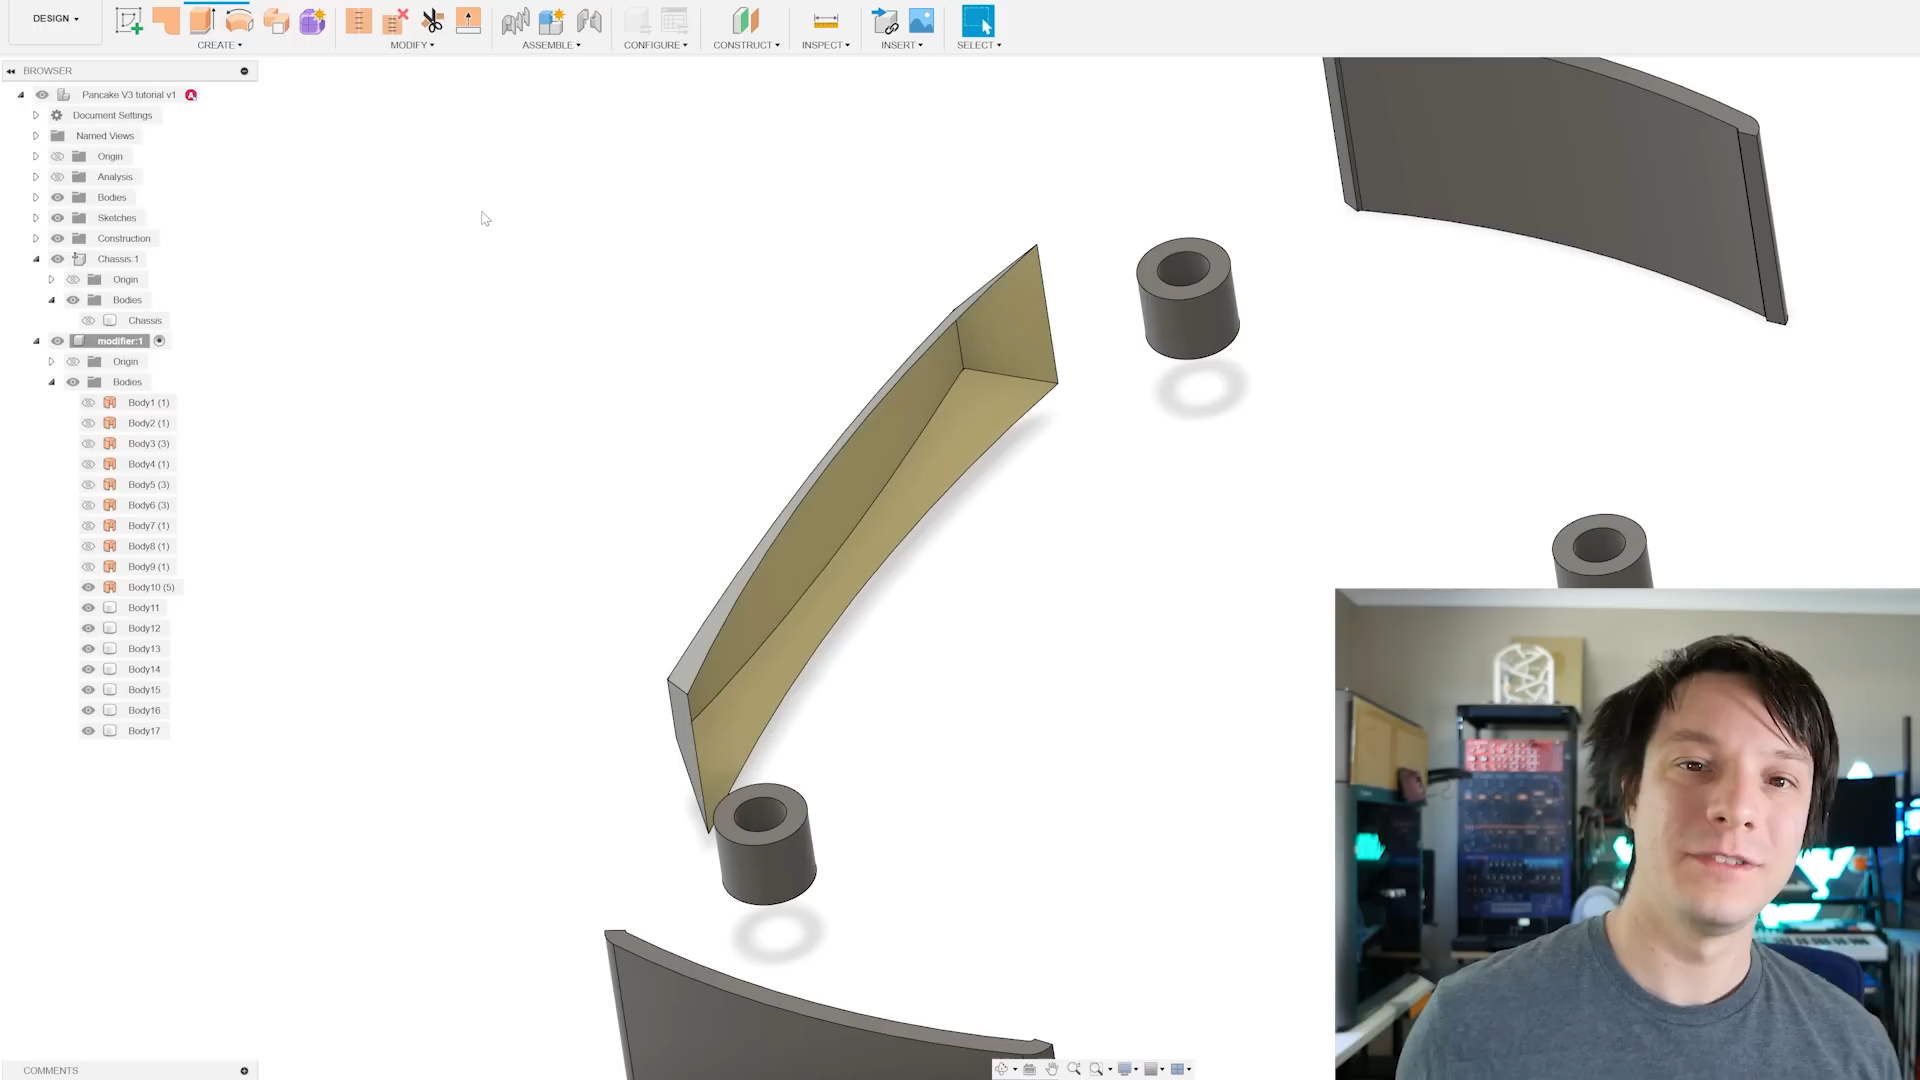 DESIGN
CREATE
MODIFY
ASSEMBLE
CONFIGURE
CONSTRUCT
INSPECT
INSERT
SELECT
BROWSER
Pancake V3 tutorial v1
Document Settings
Named Views
Origin
Analysis
Bodies
Sketches
Construction
Chassis:1
Origin
Bodies
Chassis
modifier:1
Origin
Bodies
Body1 (1)
Body2 (1)
Body3 (3)
Body4 (1)
Body5 (3)
Body6 (3)
Body7 (1)
Body8 (1)
Body9 (1)
Body10 (5)
Body11
Body12
Body13
Body14
Body15
Body16
Body17
COMMENTS